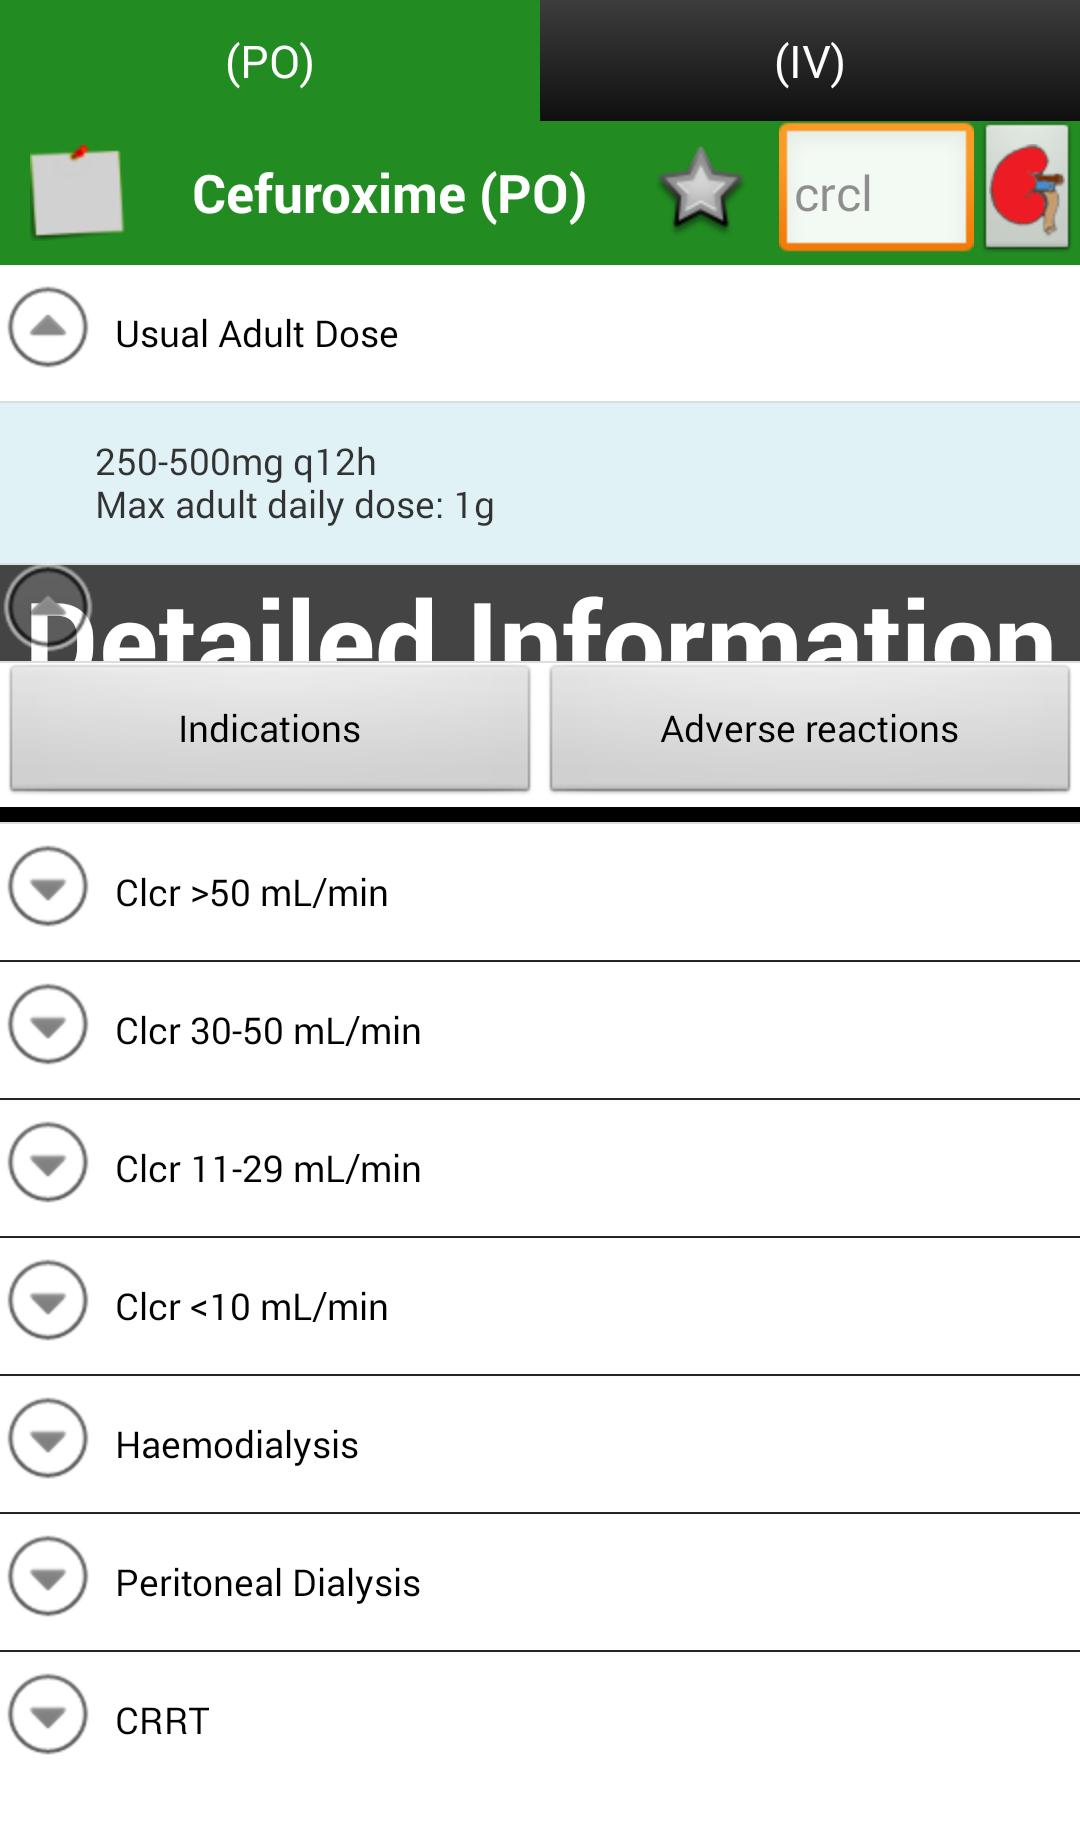 (PO)
(IV)
Cefuroxime (PO)
crcl
Usual Adult Dose
250-500mg q12h
Max adult daily dose: 1g
Detailed Information
Indications
Adverse reactions
Clcr >50 mL/min
Clcr 30-50 mL/min
Clcr 11-29 mL/min
Clcr <10 mL/min
Haemodialysis
Peritoneal Dialysis
CRRT